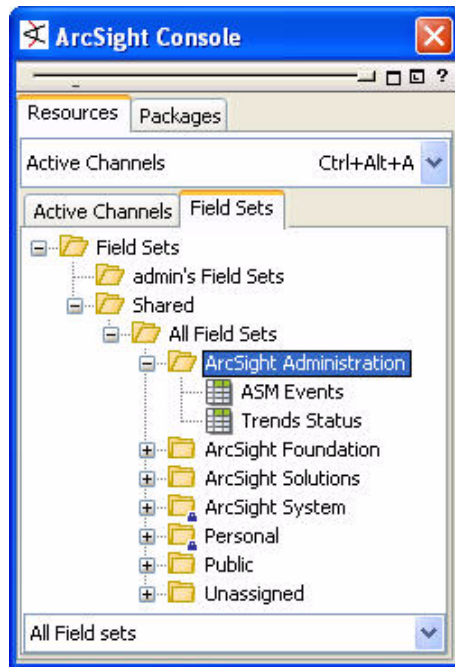 ArcSight Console
?
Resources Packages
Active Channels Ctrl+Alt+A
Active Channels Field Sets
Field Sets
admin's Field Sets
Shared
All Field Sets
ArcSight Administration
ASM Events
Trends Status
ArcSight Foundation
ArcSight Solutions
ArcSight System
Personal
Public
Unassigned
All Field sets